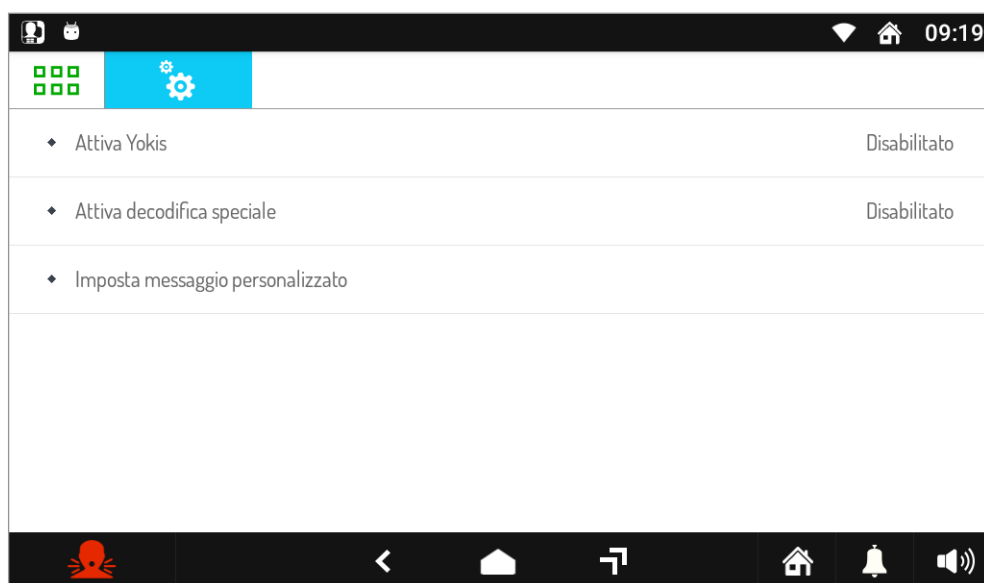 09:19
Attiva Yokis Disabilitato
Attiva decodifica speciale Disabilitato
Imposta messaggio personalizzato